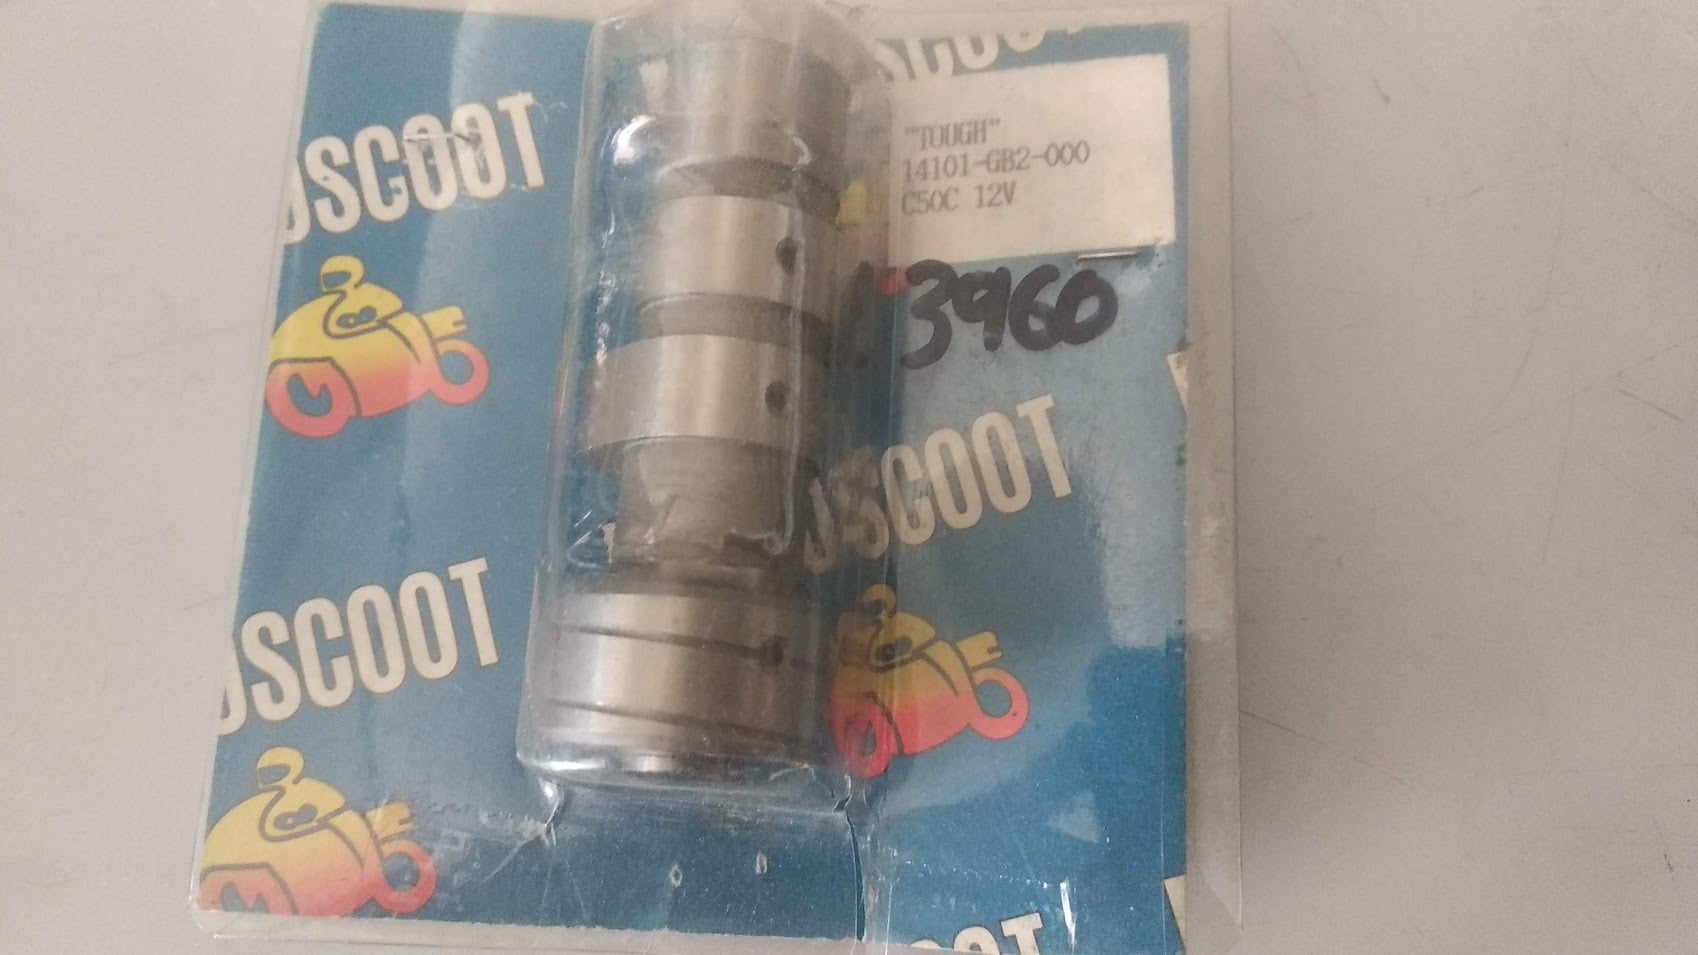 SCOOT
"TOUGH"
14101-GB2-000
C50C 12V
3960
SCOOT
SCOOT